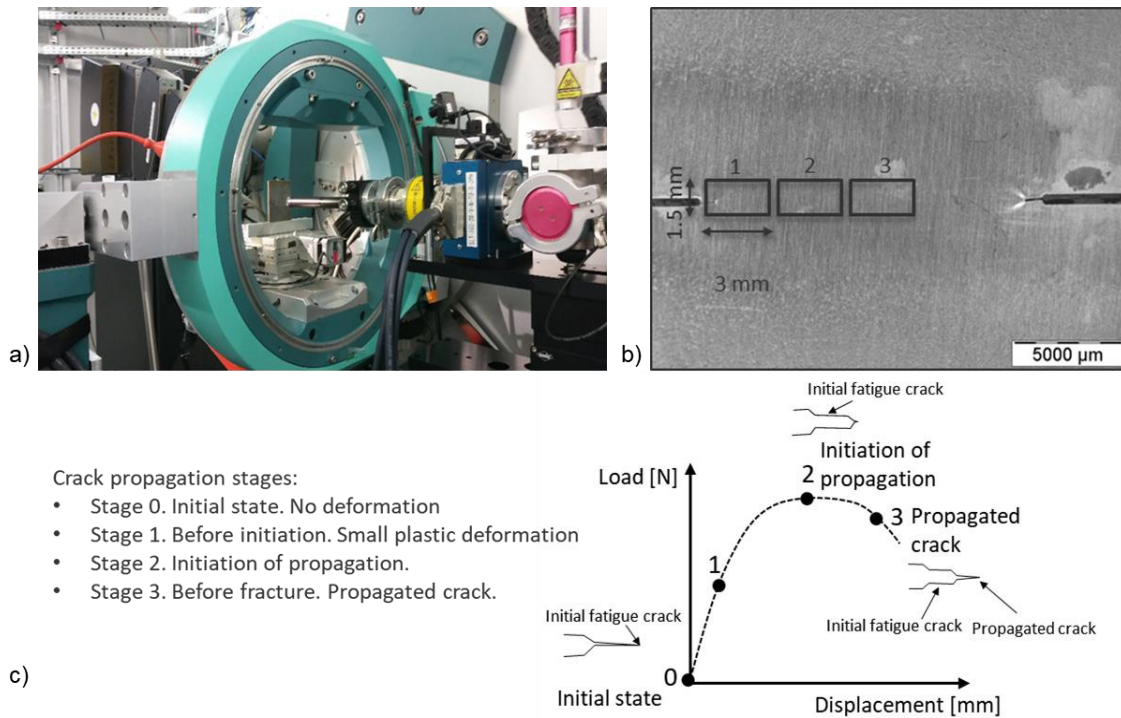 a)
1
2
3
1.5 mm
3 mm
5000 µm
b)
Crack propagation stages:
• Stage 0. Initial state. No deformation
• Stage 1. Before initiation. Small plastic deformation
• Stage 2. Initiation of propagation.
• Stage 3. Before fracture. Propagated crack.
Initial fatigue crack
Load [N]
2 Initiation of
propagation
3 Propagated
crack
1
Initial fatigue crack
Initial fatigue crack
Propagated crack
0
Initial state
Displacement [mm]
c)